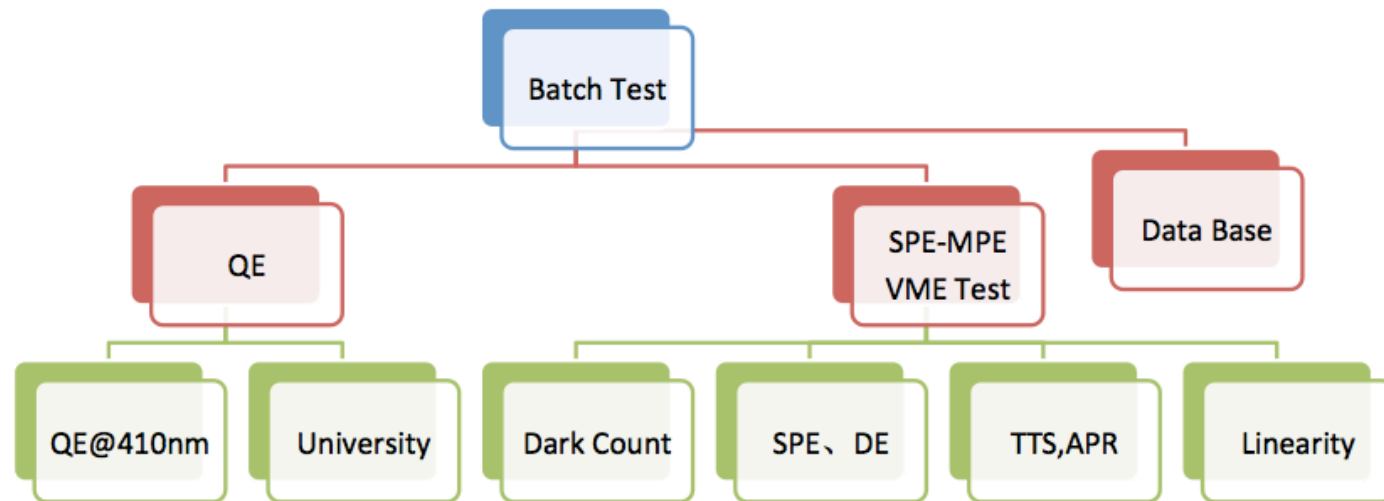 Batch Test
QE
SPE-MPE
VME Test
Data Base
QE@410nm
University
Dark Count
SPE、DE
TTS,APR
Linearity